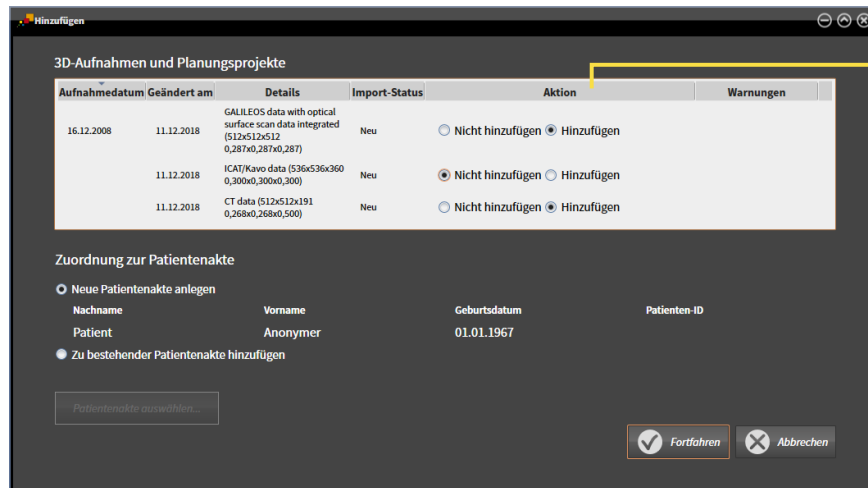 Hinzufügen
3D-Aufnahmen und Planungsprojekte
Aufnahmedatum Geändert am Details Import-Status Aktion Warnungen
GALILEOS data with optical
surface scan data integrated
(512x512x512
0,287x0,287x0,287)
16.12.2008 11.12.2018 Neu Nicht hinzufügen Hinzufügen
ICAT/Kavo data (536x536x360
0,300x0,300x0,300)
11.12.2018 Neu Nicht hinzufügen Hinzufügen
CT data (512x512x191
0,268x0,268x0,500)
11.12.2018 Neu Nicht hinzufügen Hinzufügen
Zuordnung zur Patientenakte
Neue Patientenakte anlegen
Nachname Vorname Geburtsdatum Patienten-ID
Patient Anonymer 01.01.1967
Zu bestehender Patientenakte hinzufügen
Patientenakte auswählen...
Fortfahren Abbrechen